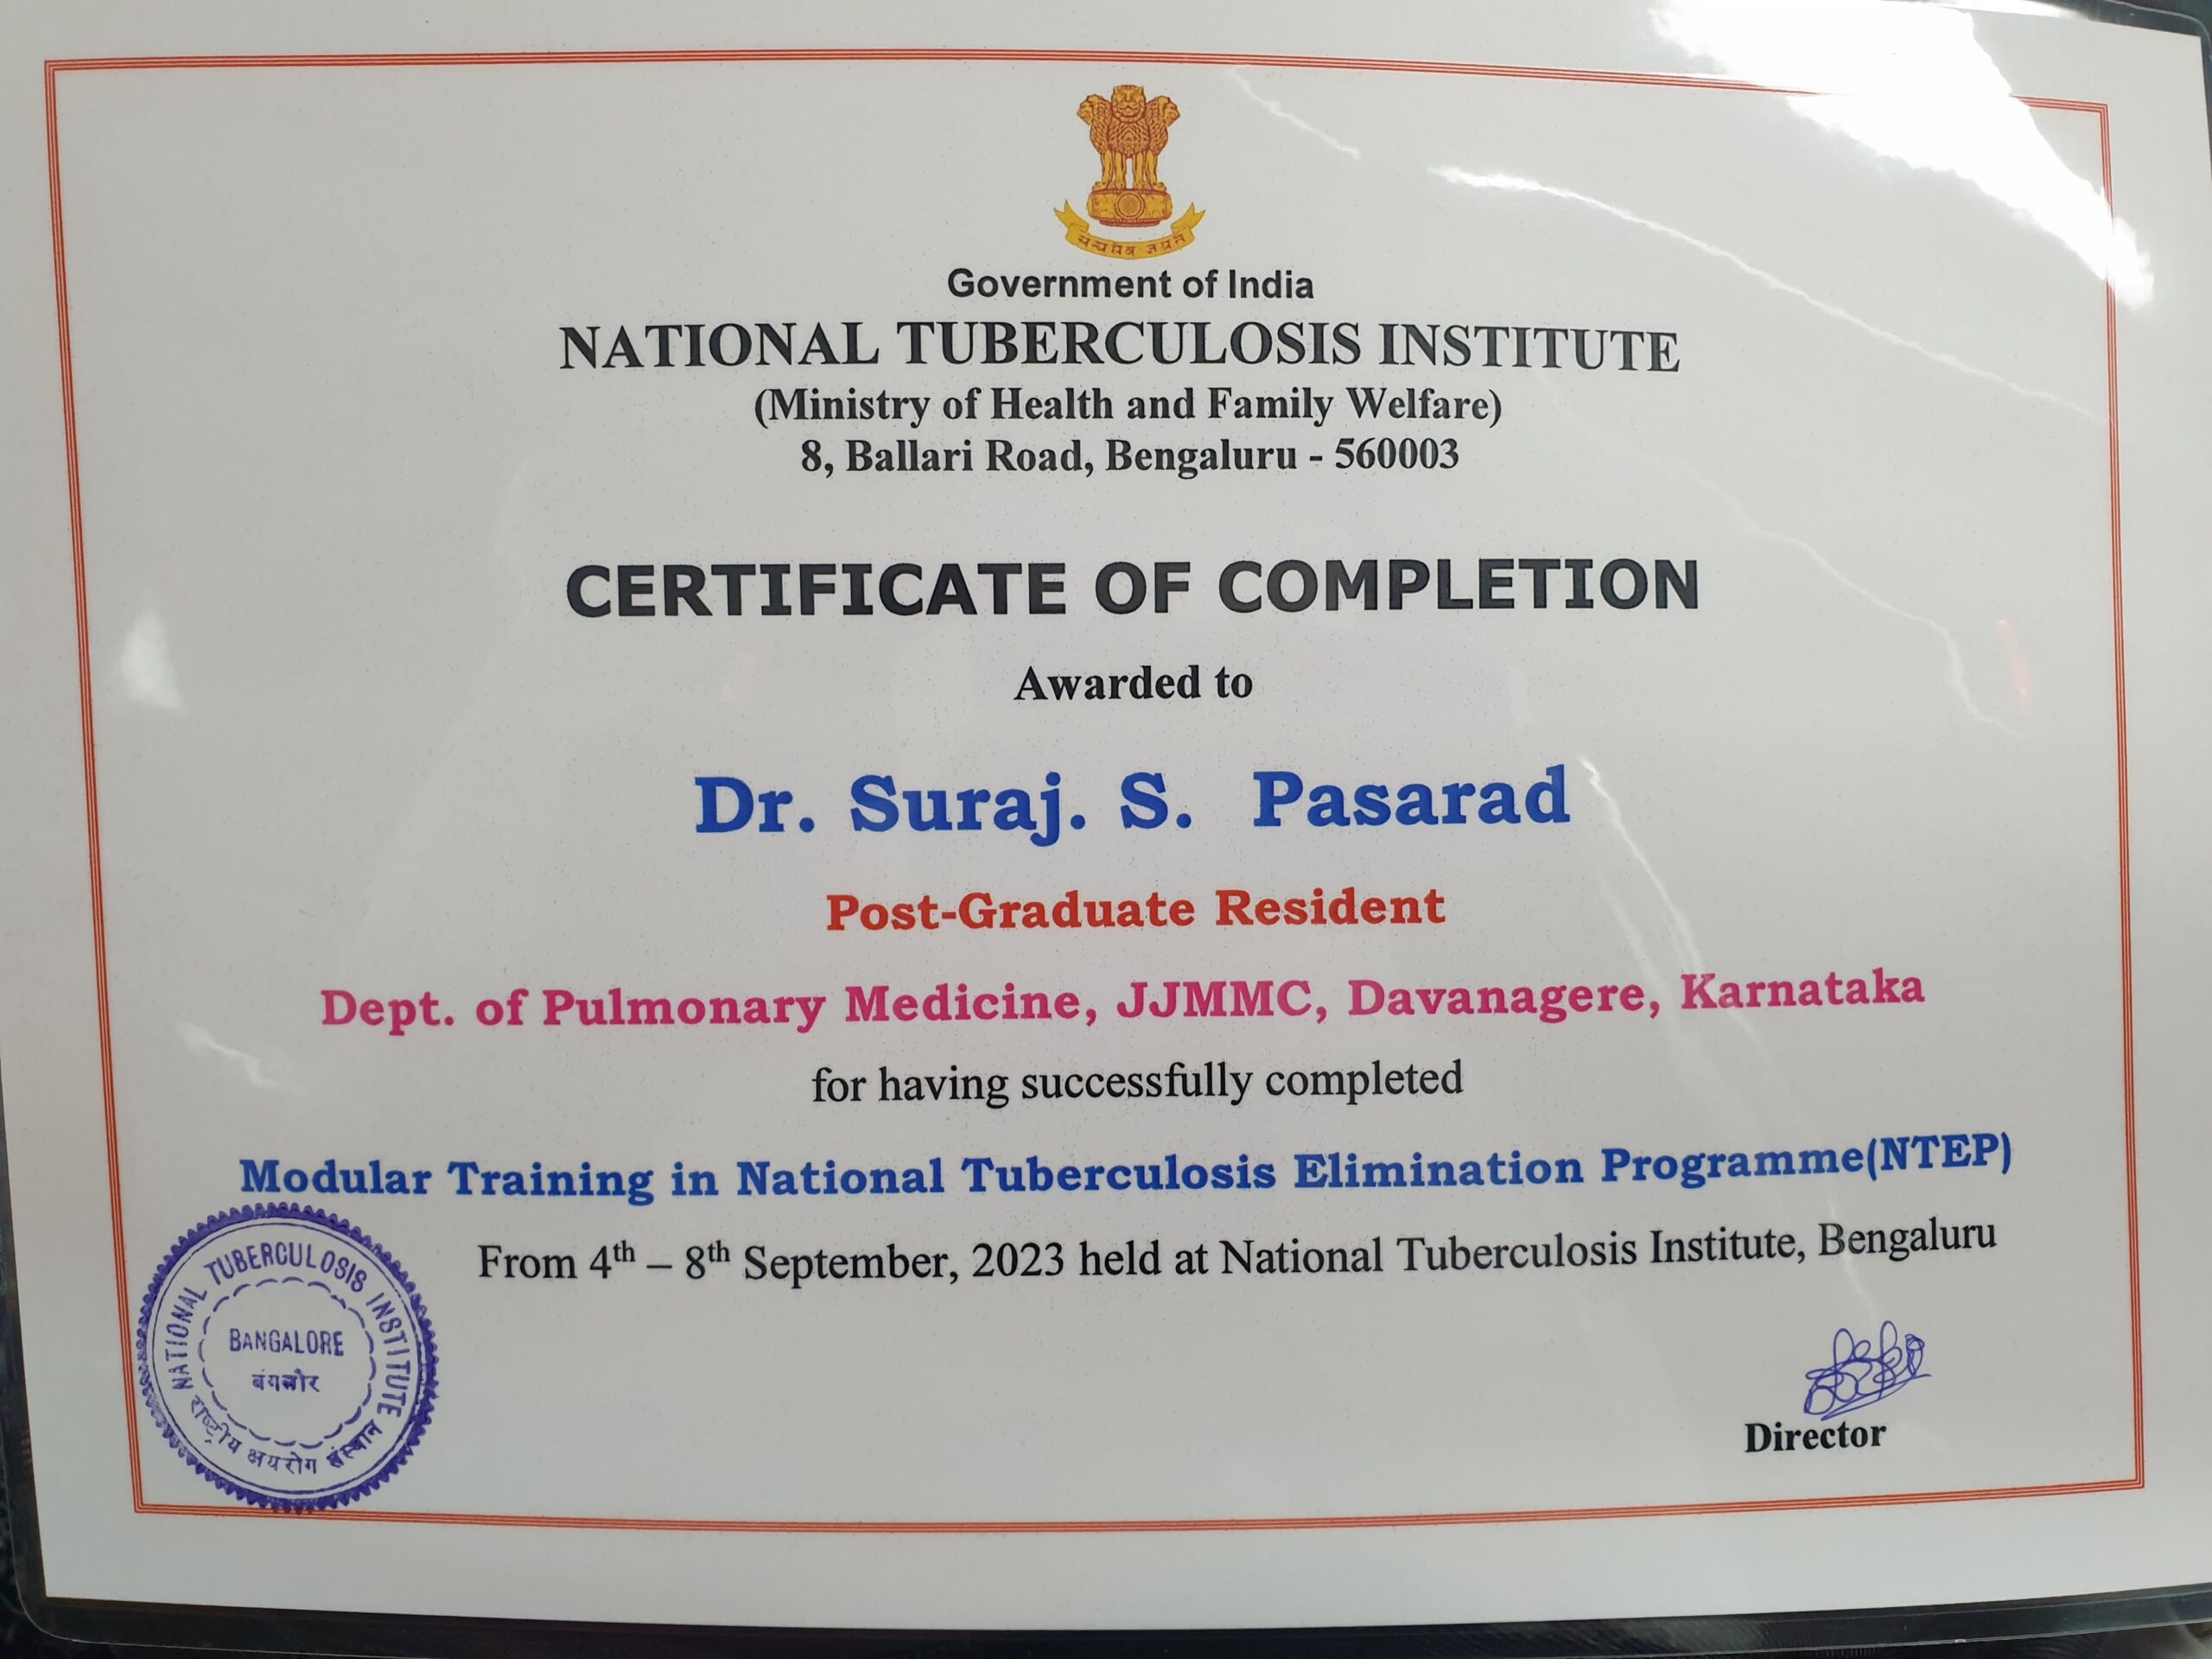 सत्यमेव जयते
Government of India
NATIONAL TUBERCULOSIS INSTITUTE
(Ministry of Health and Family Welfare)
8, Ballari Road, Bengaluru - 560003
CERTIFICATE OF COMPLETION
Awarded to
Dr. Suraj. S. Pasarad
Post-Graduate Resident
Dept. of Pulmonary Medicine, JJMMC, Davanagere, Karnataka
for having successfully completed
Modular Training in National Tuberculosis Elimination Programme(NTEP)
From 4th – 8th September, 2023 held at National Tuberculosis Institute, Bengaluru
NATIONAL TUBERCULOSIS INSTITUTE
BANGALORE
बंगलोर
राष्ट्रीय क्षयरोग संस्थान
Director